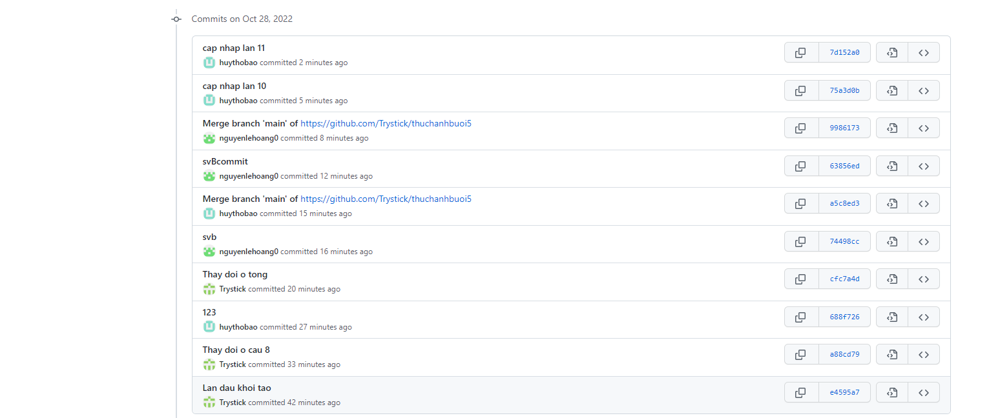 Commits on Oct 28, 2022
cap nhap lan 11
huythobao committed 2 minutes ago
7d152a0
cap nhap lan 10
huythobao committed 5 minutes ago
75a3d0b
Merge branch 'main' of https://github.com/Trystick/thuchanhbuoi5
nguyenlehoang0 committed 8 minutes ago
9986173
svBcommit
nguyenlehoang0 committed 12 minutes ago
63856ed
Merge branch 'main' of https://github.com/Trystick/thuchanhbuoi5
huythobao committed 15 minutes ago
a5c8ed3
svb
nguyenlehoang0 committed 16 minutes ago
74498cc
Thay doi o tong
Trystick committed 20 minutes ago
cfc7a4d
123
huythobao committed 27 minutes ago
688f726
Thay doi o cau 8
Trystick committed 33 minutes ago
a88cd79
Lan dau khoi tao
Trystick committed 42 minutes ago
e4595a7